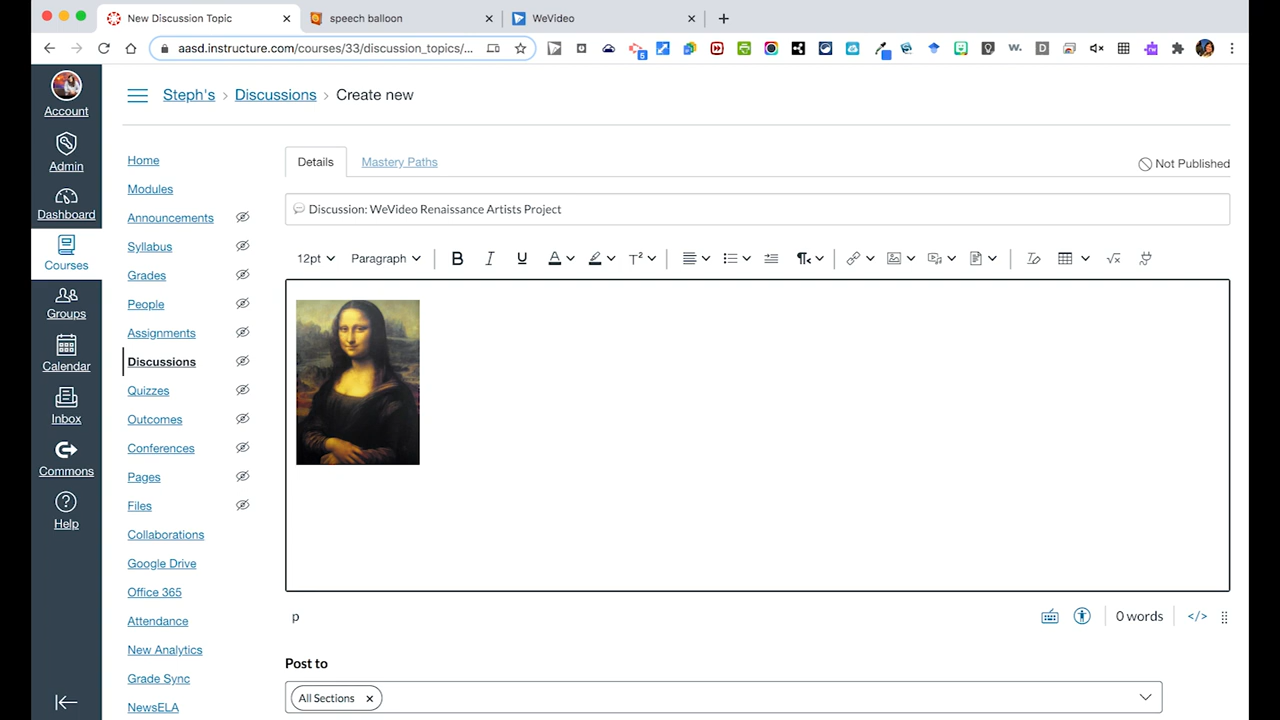 New Discussion Topic
speech balloon
WeVideo
aasd.instructure.com/courses/33/discussion_topics/...
5
W.
D
Account
Admin
Dashboard
Courses
Groups
Calendar
Inbox
Commons
Help
Steph's › Discussions › Create new
Home
Modules
Announcements
Syllabus
Grades
People
Assignments
Discussions
Quizzes
Outcomes
Conferences
Pages
Files
Collaborations
Google Drive
Office 365
Attendance
New Analytics
Grade Sync
NewsELA
Details
Mastery Paths
Not Published
Discussion: WeVideo Renaissance Artists Project
12pt
Paragraph
B I U A T²
p
0 words
</>
Post to
All Sections